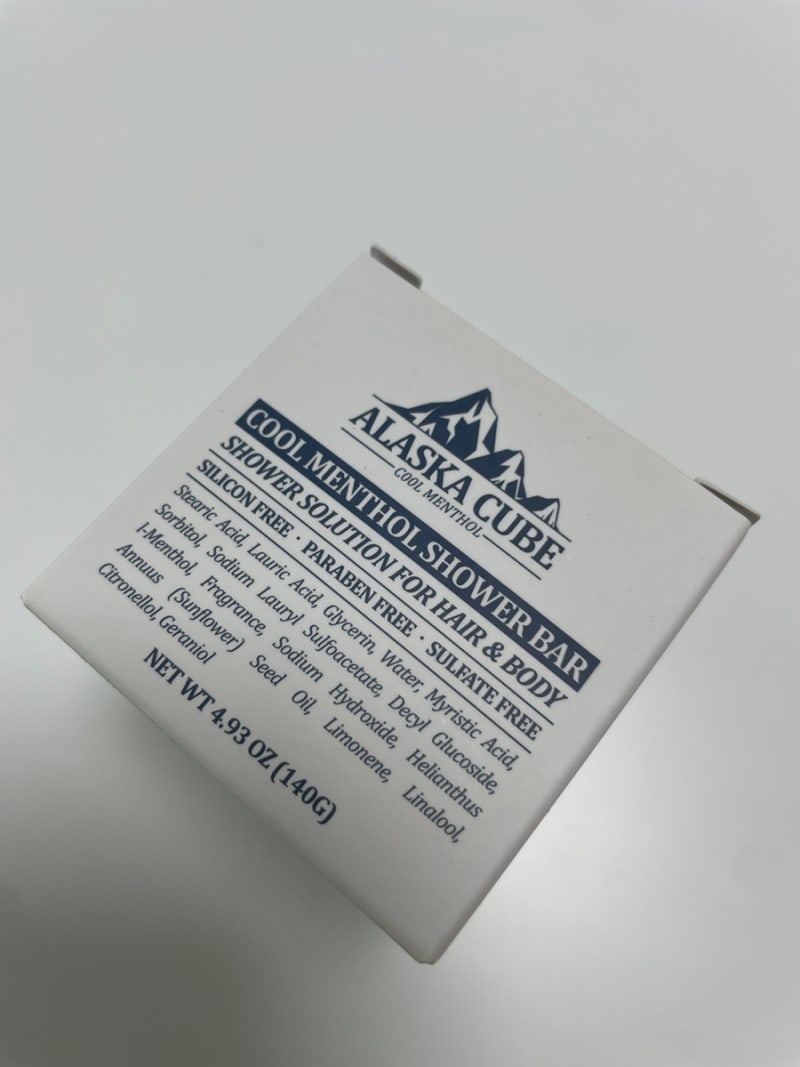 ALASKA CUBE
COOL MENTHOL
COOL MENTHOL SHOWER BAR
SHOWER SOLUTION FOR HAIR & BODY
SILICON FREE · PARABEN FREE · SULFATE FREE
Stearic Acid, Lauric Acid, Glycerin, Water, Myristic Acid,
Sorbitol, Sodium Lauryl Sulfoacetate, Decyl Glucoside,
l-Menthol, Fragrance, Sodium Hydroxide, Helianthus
Annuus (Sunflower) Seed Oil, Limonene, Linalool,
Citronellol, Geraniol
NET WT 4.93 OZ (140G)